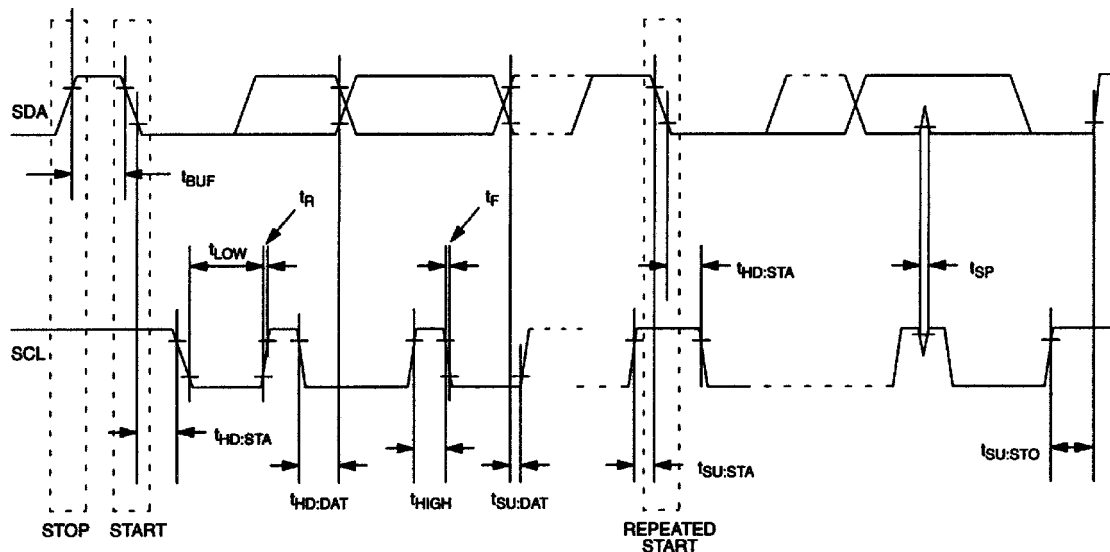 SDA
tBUF
tR
tF
tLOW
tHD:STA
tSP
SCL
tHD:STA
tSU:STA
tSU:STO
tHD:DAT
tHIGH
tSU:DAT
STOP
START
REPEATED
START